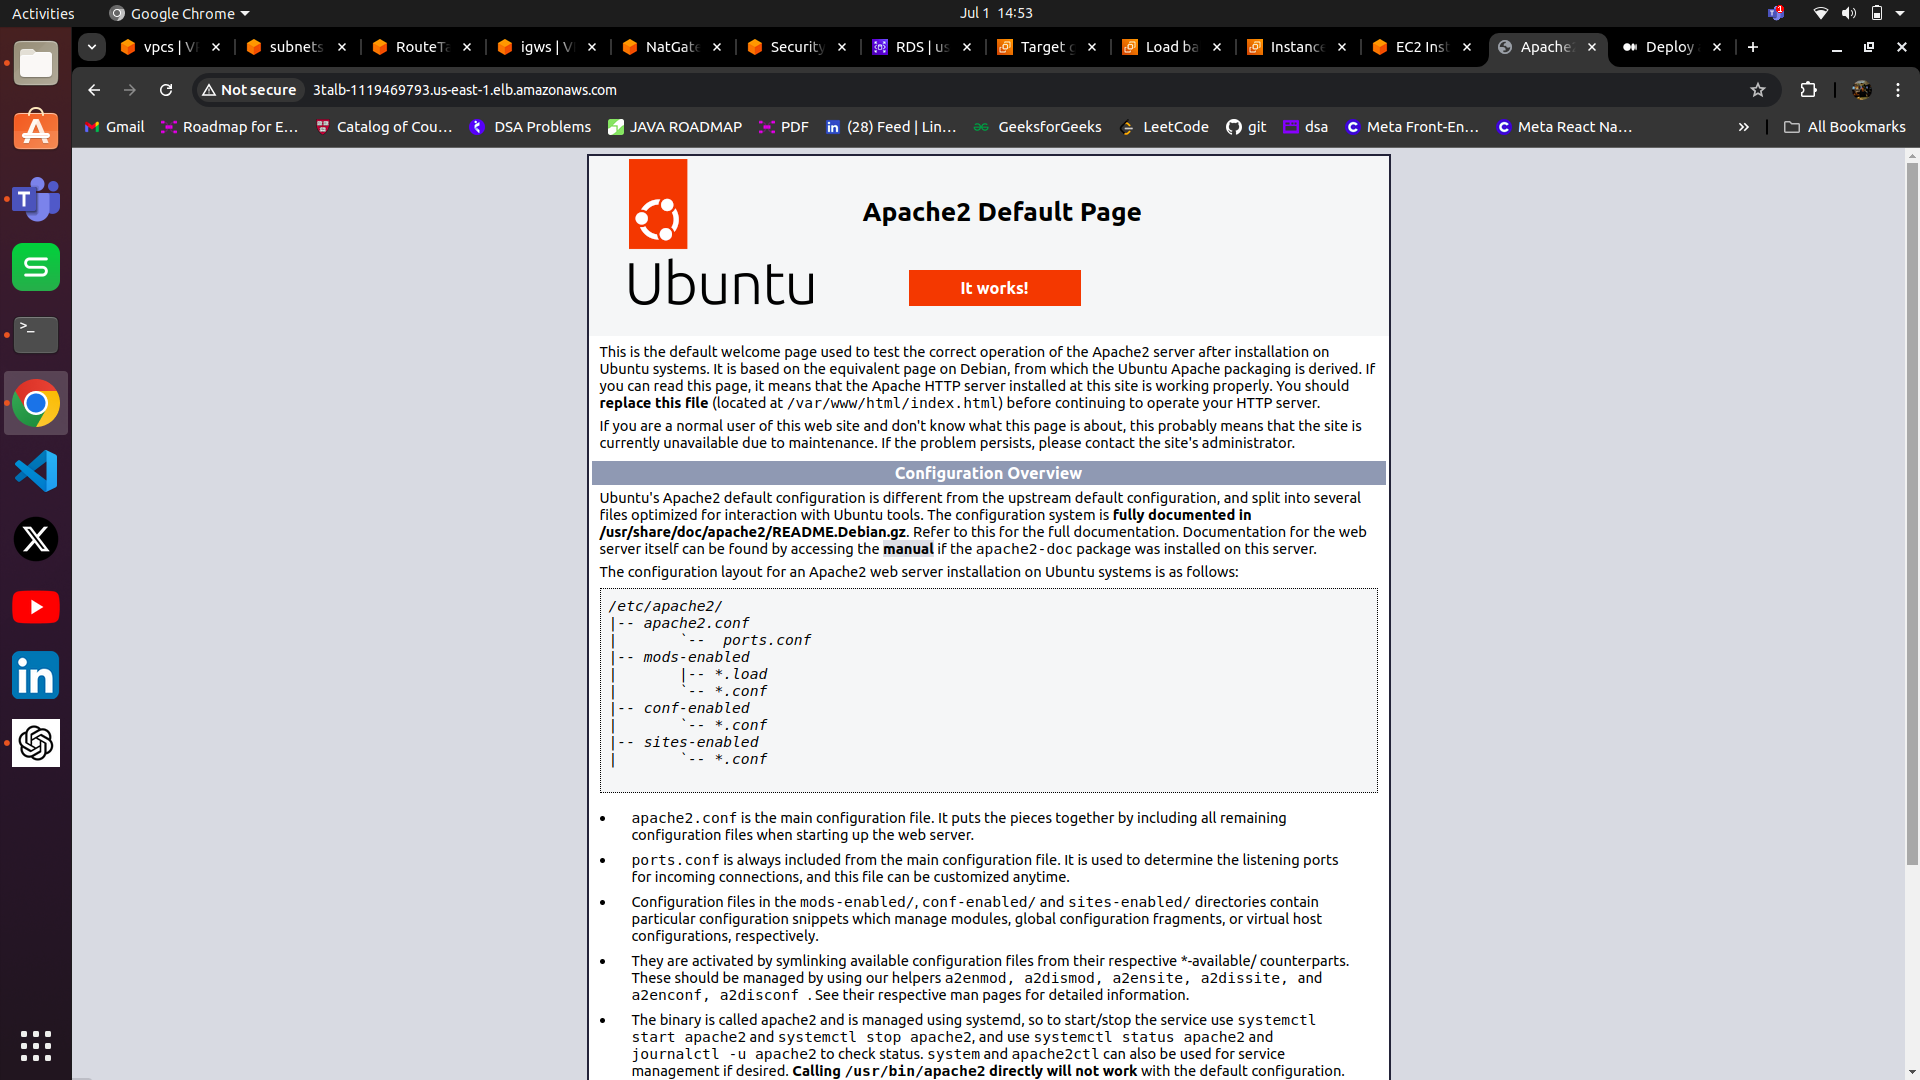 Activities
Google Chrome
Jul 1 14:53
1
vpcs | VP
subnets
RouteTa
igws | VP
NatGate
Security
RDS | us
Target g
Load ba
Instance
EC2 Inst
Apache2
Deploy
Not secure
3talb-1119469793.us-east-1.elb.amazonaws.com
Gmail
Roadmap for E...
Catalog of Cou...
DSA Problems
JAVA ROADMAP
PDF
(28) Feed | Lin...
GeeksforGeeks
LeetCode
git
dsa
Meta Front-En...
Meta React Na...
All Bookmarks
Apache2 Default Page
Ubuntu
It works!
This is the default welcome page used to test the correct operation of the Apache2 server after installation on
Ubuntu systems. It is based on the equivalent page on Debian, from which the Ubuntu Apache packaging is derived. If
you can read this page, it means that the Apache HTTP server installed at this site is working properly. You should
replace this file (located at /var/www/html/index.html) before continuing to operate your HTTP server.
If you are a normal user of this web site and don't know what this page is about, this probably means that the site is
currently unavailable due to maintenance. If the problem persists, please contact the site's administrator.
Configuration Overview
Ubuntu's Apache2 default configuration is different from the upstream default configuration, and split into several
files optimized for interaction with Ubuntu tools. The configuration system is fully documented in
/usr/share/doc/apache2/README.Debian.gz. Refer to this for the full documentation. Documentation for the web
server itself can be found by accessing the manual if the apache2-doc package was installed on this server.
The configuration layout for an Apache2 web server installation on Ubuntu systems is as follows:
/etc/apache2/
|-- apache2.conf
|       `--  ports.conf
|-- mods-enabled
|       |-- *.load
|       `-- *.conf
|-- conf-enabled
|       `-- *.conf
|-- sites-enabled
|       `-- *.conf
• apache2.conf is the main configuration file. It puts the pieces together by including all remaining
configuration files when starting up the web server.
• ports.conf is always included from the main configuration file. It is used to determine the listening ports
for incoming connections, and this file can be customized anytime.
• Configuration files in the mods-enabled/, conf-enabled/ and sites-enabled/ directories contain
particular configuration snippets which manage modules, global configuration fragments, or virtual host
configurations, respectively.
• They are activated by symlinking available configuration files from their respective *-available/ counterparts.
These should be managed by using our helpers a2enmod, a2dismod, a2ensite, a2dissite, and
a2enconf, a2disconf . See their respective man pages for detailed information.
• The binary is called apache2 and is managed using systemd, so to start/stop the service use systemctl
start apache2 and systemctl stop apache2, and use systemctl status apache2 and
journalctl -u apache2 to check status. system and apache2ctl can also be used for service
management if desired. Calling /usr/bin/apache2 directly will not work with the default configuration.